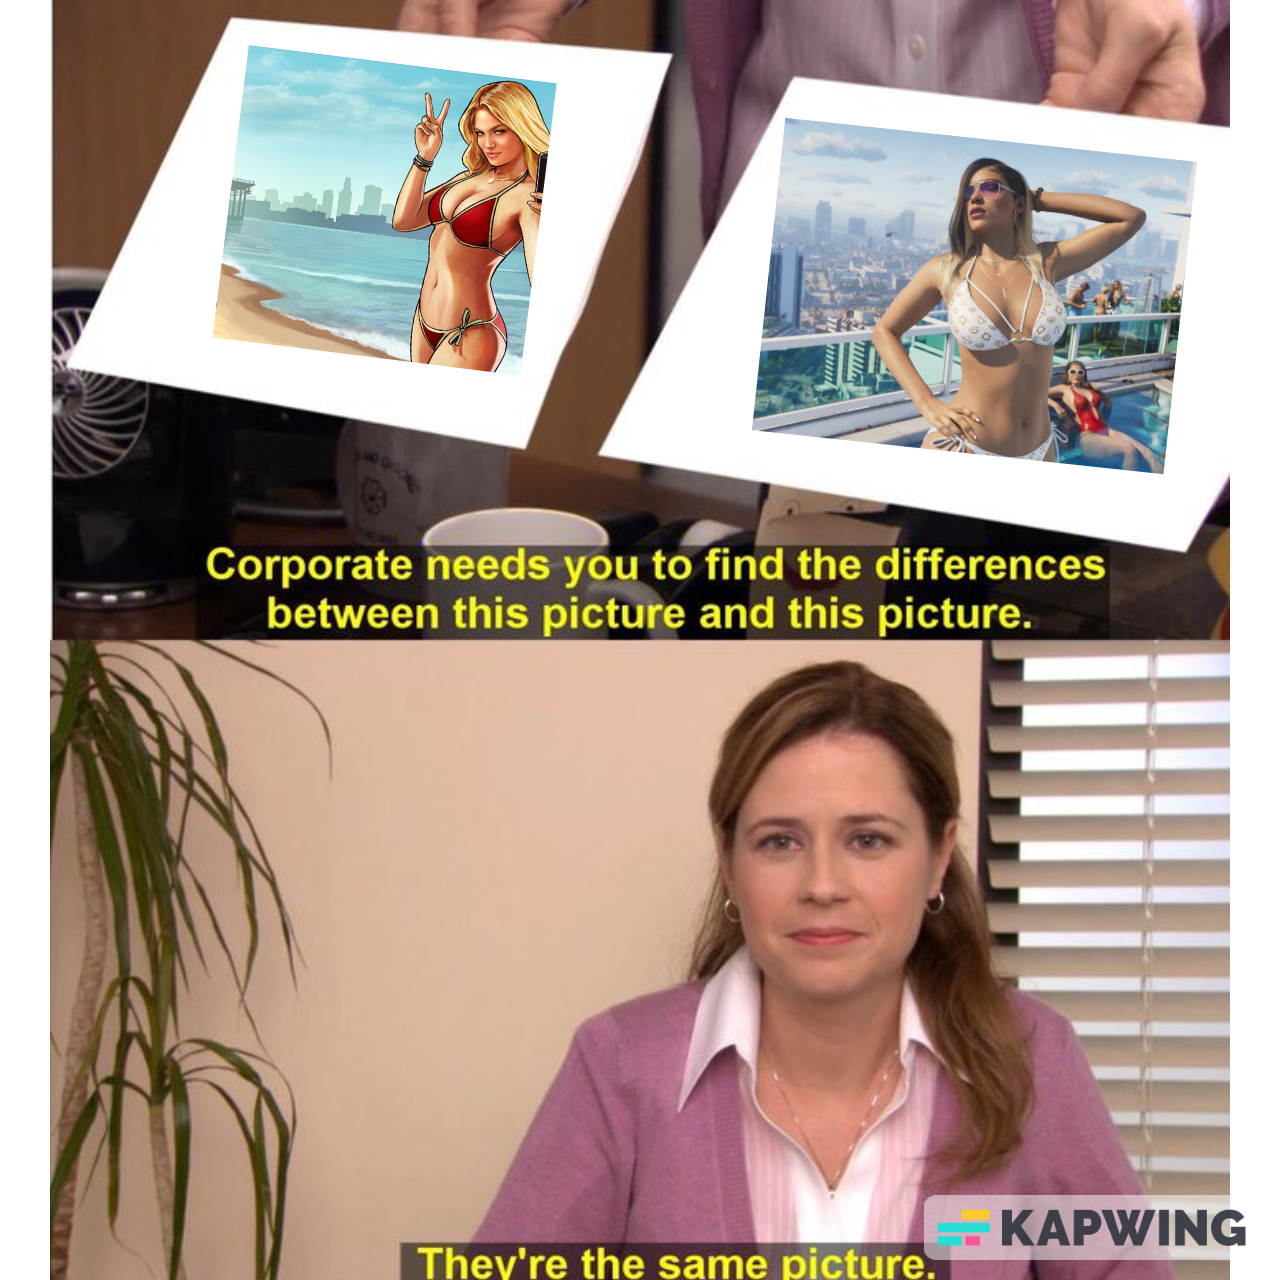 Corporate needs you to find the differences
between this picture and this picture.
They're the same picture.
KAPWING